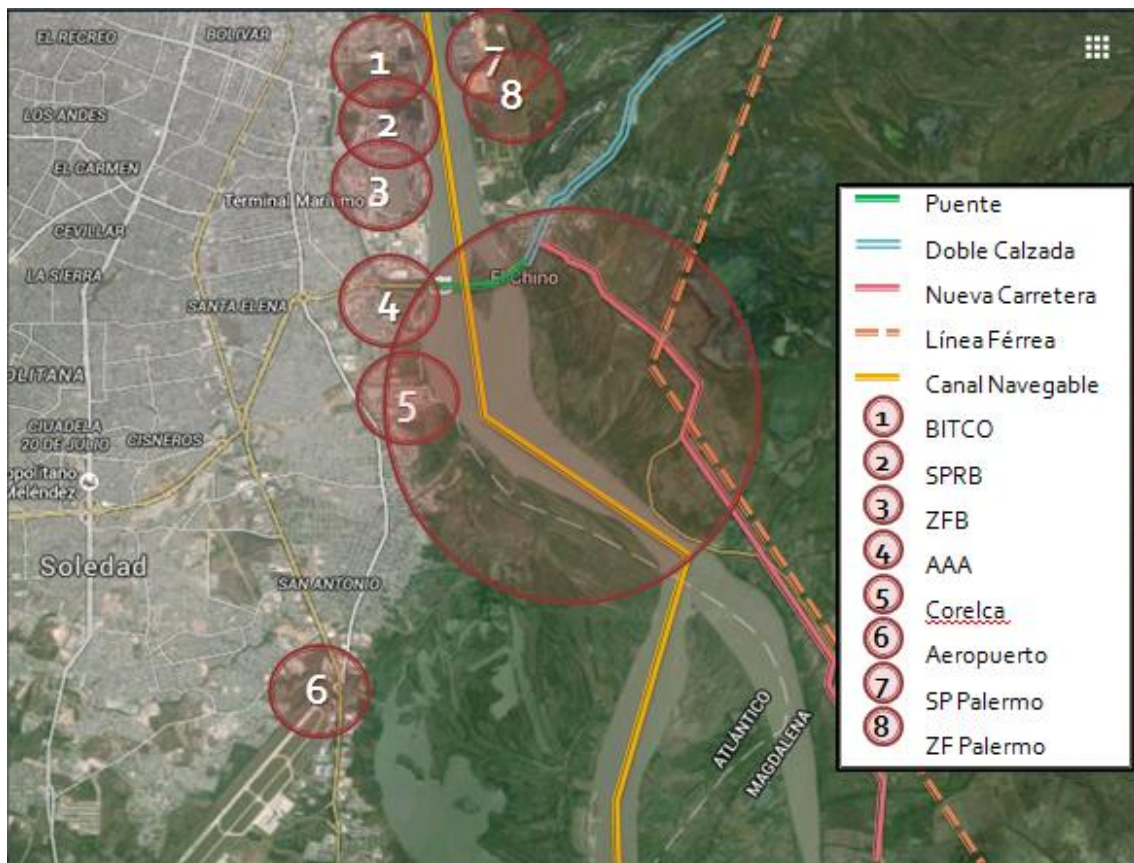 EL RECREO
BOLIVAR
1
7
8
LOS ANDES
2
EL CARMEN
3
Terminal Marítimo
CEVILLAR
LA SIERRA
El Chino
SANTA ELENA
4
OLITANA
5
CIUADELA
20 DE JULIO
CISNEROS
opolitano
Meléndez
Soledad
SAN ANTONIO
6
ATLÁNTICO
MAGDALENA
Puente
Doble Calzada
Nueva Carretera
Línea Férrea
Canal Navegable
1 BITCO
2 SPRB
3 ZFB
4 AAA
5 Corelca
6 Aeropuerto
7 SP Palermo
8 ZF Palermo